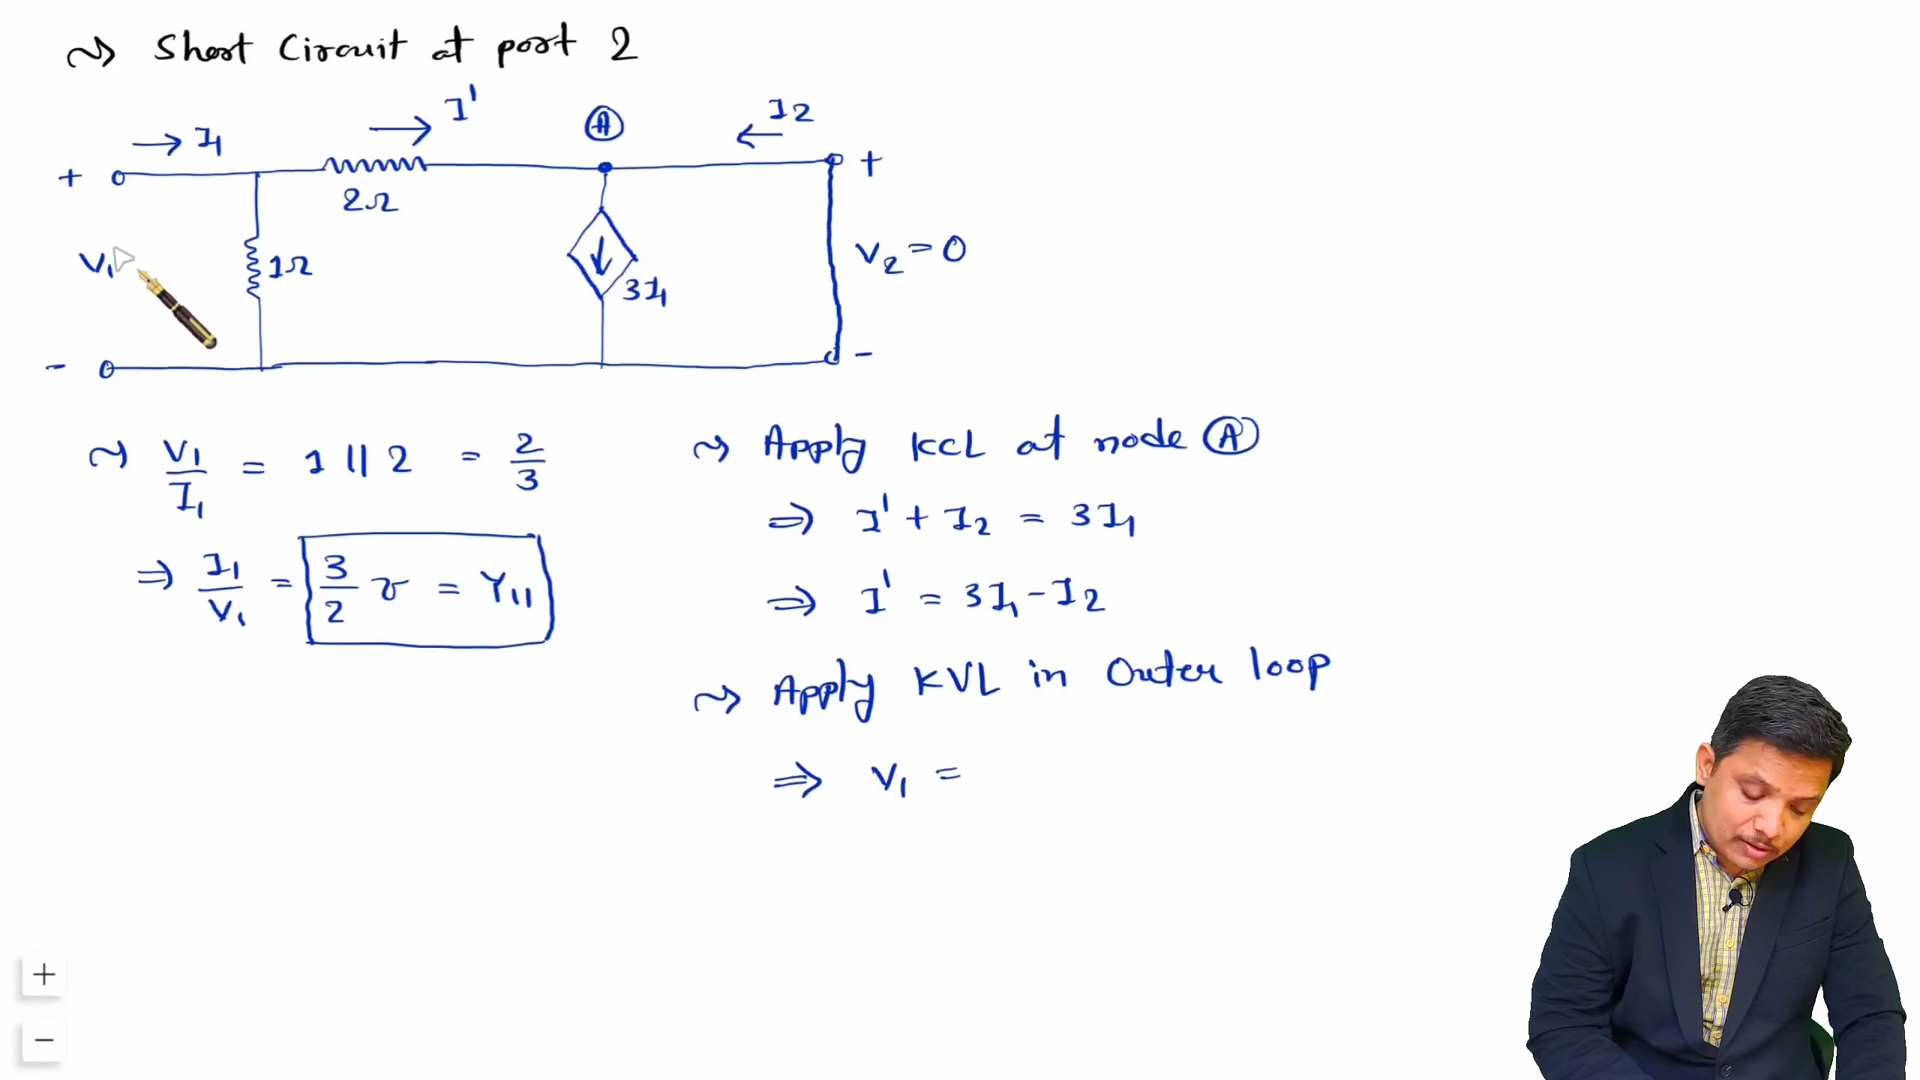 ~> Short Circuit at port 2
→ I1
→ I'
A
← I2
+
+
2Ω
V1
1Ω
3I1
V2 = 0
-
-
~> V1/I1 = 1 || 2 = 2/3
⇒ I1/V1 = 3/2 ℧ = Y11
~> Apply KCL at node A
⇒ I' + I2 = 3I1
⇒ I' = 3I1 - I2
~> Apply KVL in Outer loop
⇒ V1 =
+
−